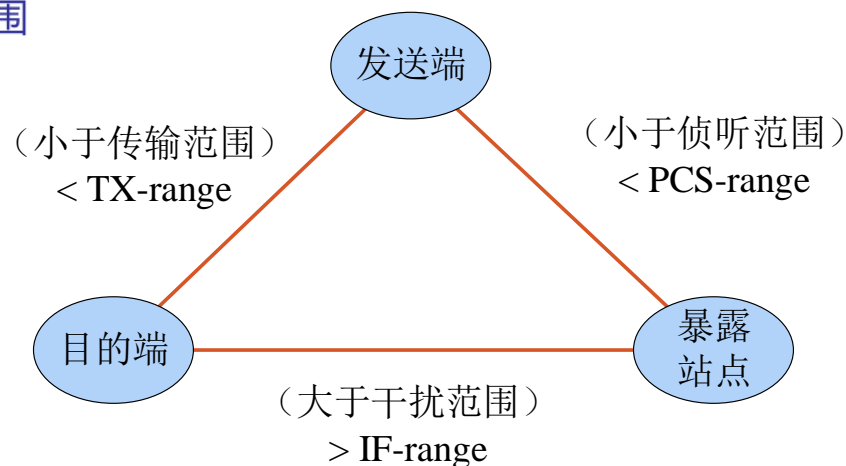 围
发送端
（小于传输范围）
< TX-range
（小于侦听范围）
< PCS-range
目的端
暴露
站点
（大于干扰范围）
> IF-range